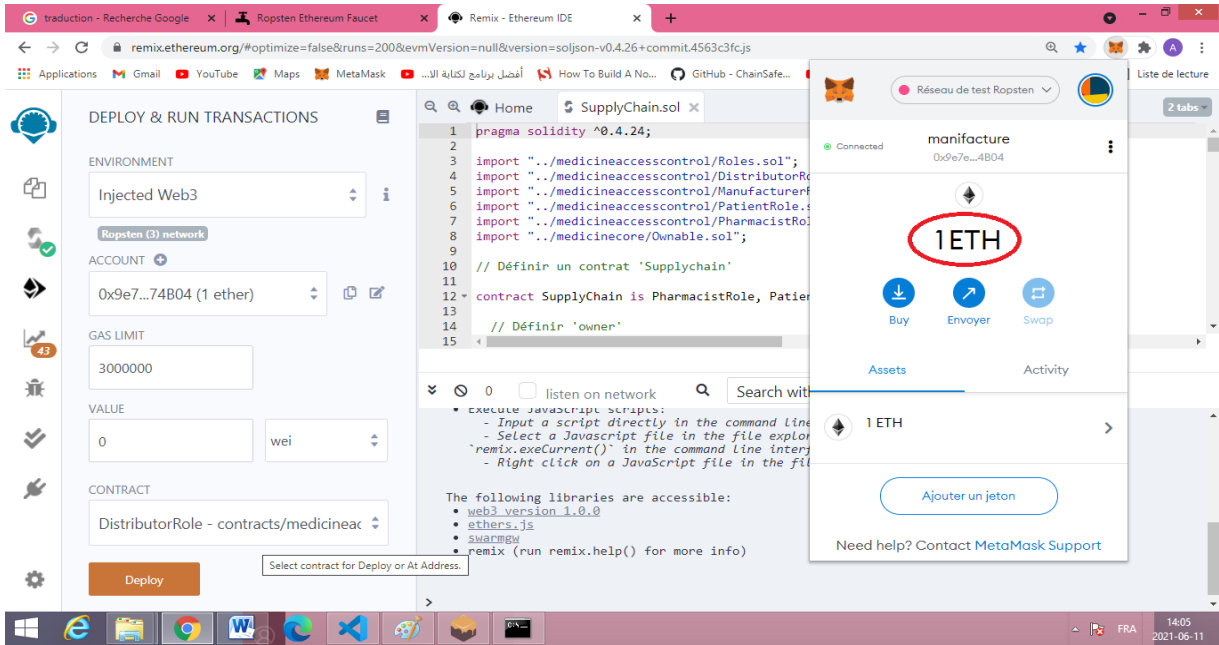 traduction - Recherche Google
Ropsten Ethereum Faucet
Remix - Ethereum IDE
remix.ethereum.org/#optimize=false&runs=200&evmVersion=null&version=soljson-v0.4.26+commit.4563c3fc.js
A
Applications
Gmail
YouTube
Maps
MetaMask
أفضل برنامج لكتابة الا...
How To Build A No...
GitHub - ChainSafe...
Liste de lecture
DEPLOY & RUN TRANSACTIONS
ENVIRONMENT
Injected Web3
i
Ropsten (3) network
ACCOUNT
0x9e7...74B04 (1 ether)
GAS LIMIT
3000000
VALUE
0
wei
CONTRACT
DistributorRole - contracts/medicineac
Select contract for Deploy or At Address.
Deploy
43
Home
SupplyChain.sol
2 tabs
1 pragma solidity ^0.4.24;
2
3 import "../medicineaccesscontrol/Roles.sol";
4 import "../medicineaccesscontrol/DistributorRo
5 import "../medicineaccesscontrol/ManufacturerR
6 import "../medicineaccesscontrol/PatientRole.s
7 import "../medicineaccesscontrol/PharmacistRol
8 import "../medicinecore/Ownable.sol";
9
10 // Définir un contrat 'Supplychain'
11
12 contract SupplyChain is PharmacistRole, Patien
13
14 // Définir 'owner'
15
0
listen on network
Search with
• Execute JavaScript scripts:
- Input a script directly in the command line
- Select a Javascript file in the file explor
`remix.exeCurrent()` in the command line interf
- Right click on a JavaScript file in the fil
The following libraries are accessible:
• web3 version 1.0.0
• ethers.js
• swarmgw
• remix (run remix.help() for more info)
>
Réseau de test Ropsten
Connected
manifacture
0x9e7e...4B04
1 ETH
Buy
Envoyer
Swap
Assets
Activity
1 ETH
Ajouter un jeton
Need help? Contact MetaMask Support
FRA
14:05
2021-06-11